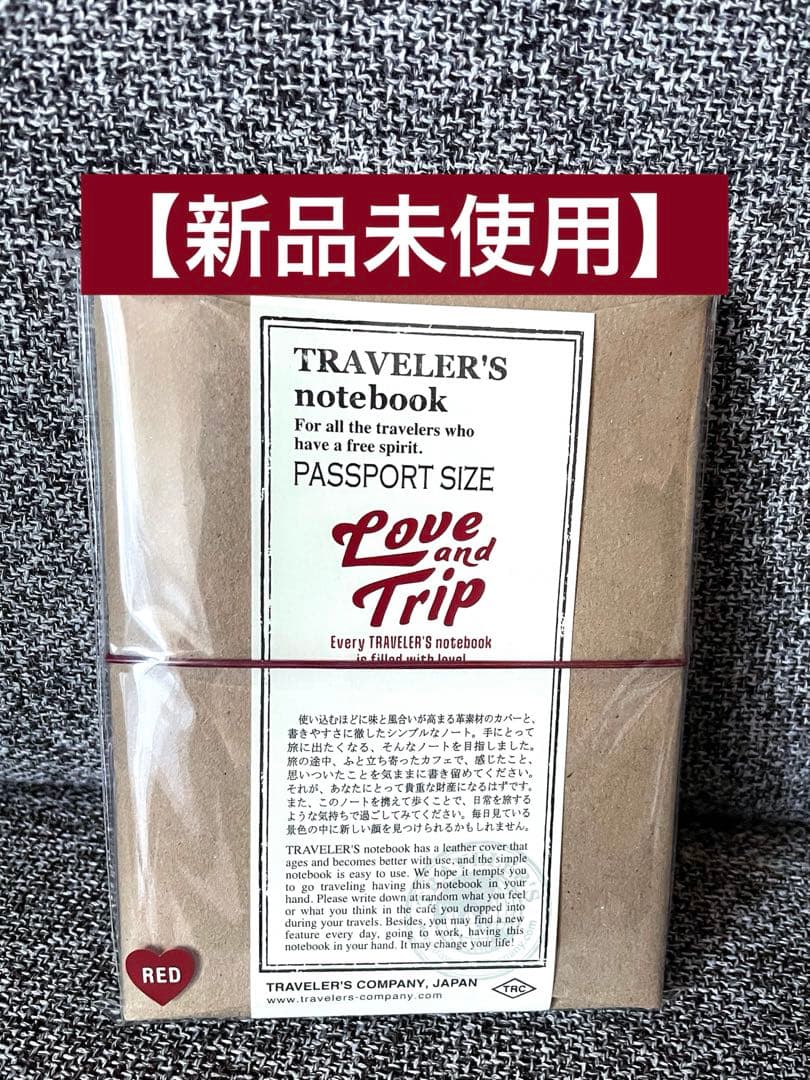 【新品未使用】
TRAVELER'S
notebook
For all the travelers who
have a free spirit.
PASSPORT SIZE
Love
and
Trip
Every TRAVELER'S notebook
is filled with love!
使い込むほどに味と風合いが高まる革素材のカバーと、
書きやすさに徹したシンプルなノート。手にとって
旅に出たくなる、そんなノートを目指しました。
旅の途中、ふと立ち寄ったカフェで、感じたこと、
思いついたことを気ままに書き留めてください。
それが、あなたにとって貴重な財産になるはずです。
また、このノートを携えて歩くことで、日常を旅する
ような気持ちで過ごしてみてください。毎日見ている
景色の中に新しい顔を見つけられるかもしれません。
TRAVELER'S notebook has a leather cover that
ages and becomes better with use, and the simple
notebook is easy to use. We hope it tempts you
to go traveling having this notebook in your
hand. Please write down at random what you feel
or what you think in the café you dropped into
during your travels. Besides, you may find a new
feature every day, going to work, having this
notebook in your hand. It may change your life!
RED
TRAVELER'S COMPANY, JAPAN
www.travelers-company.com
TRC